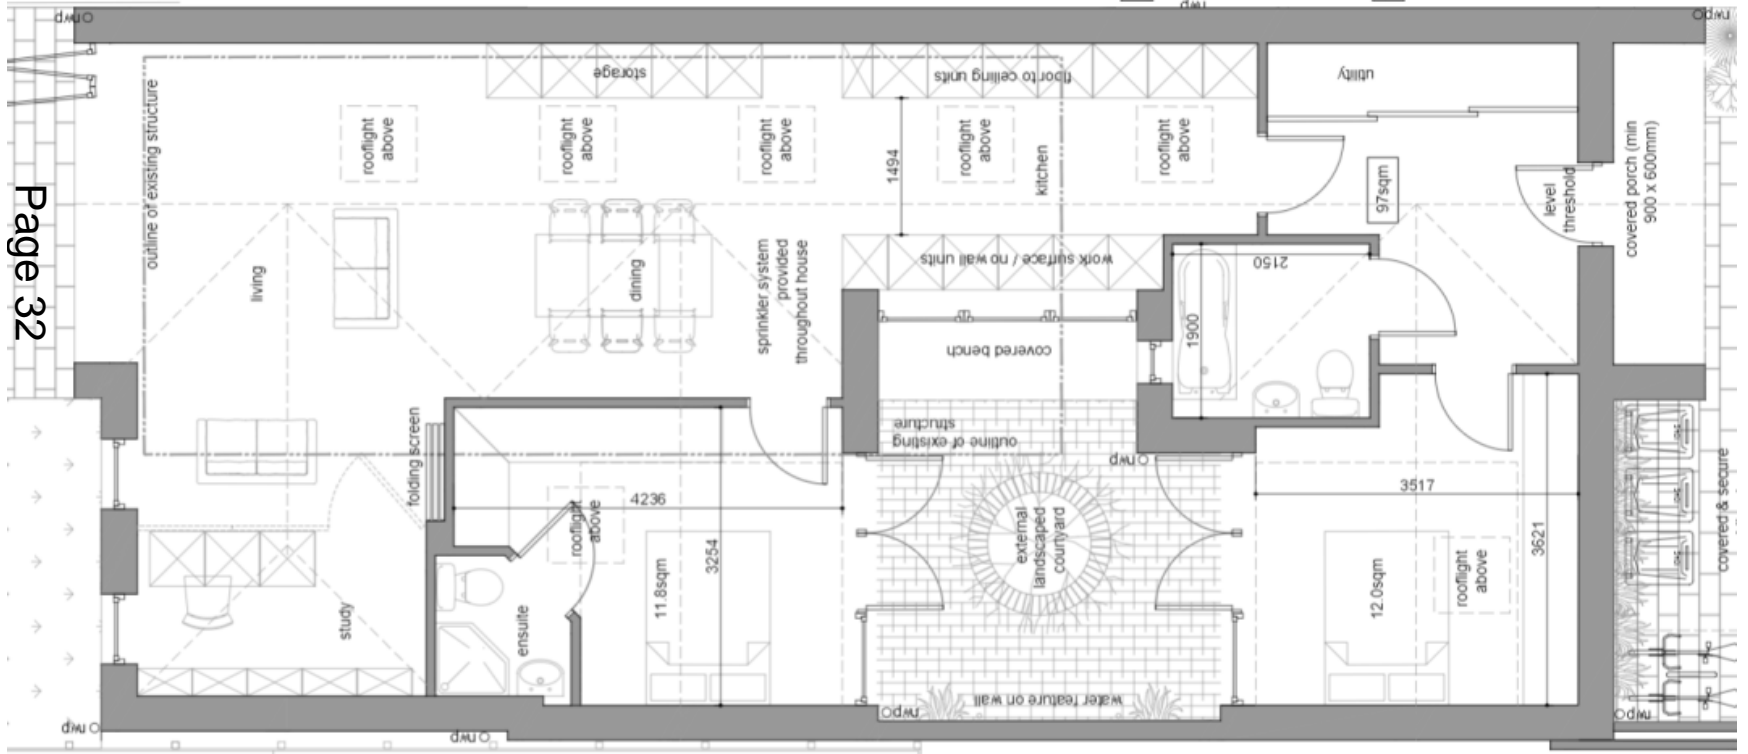 rwp
rwp
rwp
outline of existing structure
storage
floor to ceiling units
utility
rooflight
above
rooflight
above
rooflight
above
rooflight
above
rooflight
above
1494
kitchen
97sqm
level
threshold
covered porch (min
900 x 600mm)
Page 32
living
dining
sprinkler system
provided
throughout house
work surface / no wall units
2150
1900
covered bench
outline of existing
structure
rwp
folding screen
4236
3254
rooflight
above
11.8sqm
ensuite
study
external
landscaped
courtyard
water feature on wall
3517
3621
12.0sqm
rooflight
above
covered & secure
rwp
rwp
rwp
rwp